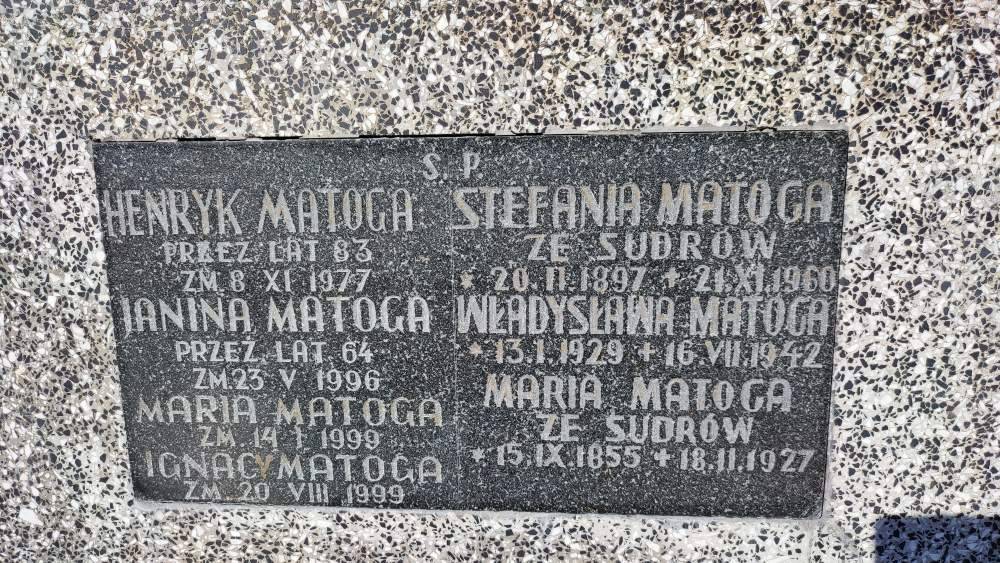 Ś. P
HENRYK MATOGA
PRZEŻ. LAT 83
ZM. 8 XI 1977
JANINA MATOGA
PRZEŻ. LAT 64
ZM. 23 V 1996
MARIA MATOGA
ZM. 14 I 1999
IGNACY MATOGA
ZM. 20 VIII 1999
STEFANIA MATOGA
ZE SUDRÓW
* 20.II.1897 + 21.XI.1960
WŁADYSŁAWA MATOGA
* 13.I.1929 + 16.VII.1942
MARIA MATOGA
ZE SUDRÓW
* 15.IX.1855 + 18.II.1927